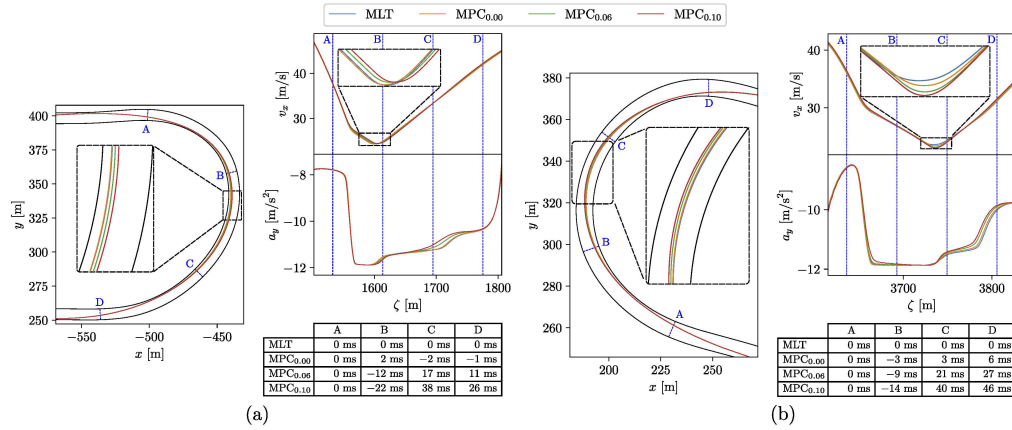 MLT MPC0.00 MPC0.06 MPC0.10
400
375
350
325
300
275
250
y [m]
−550 −500 −450
x [m]
A
B
C
D
A B C D
40
30
v_x [m/s]
−8
−10
−12
a_y [m/s²]
1600 1700 1800
ζ [m]
A B C D
MLT 0 ms 0 ms 0 ms 0 ms
MPC0.00 0 ms 2 ms −2 ms −1 ms
MPC0.06 0 ms −12 ms 17 ms 11 ms
MPC0.10 0 ms −22 ms 38 ms 26 ms
(a)
380
360
340
320
300
280
260
y [m]
200 225 250
x [m]
D
C
B
A
A B C D
40
30
v_x [m/s]
−10
−12
a_y [m/s²]
3700 3800
ζ [m]
A B C D
MLT 0 ms 0 ms 0 ms 0 ms
MPC0.00 0 ms −3 ms 3 ms 6 ms
MPC0.06 0 ms −9 ms 21 ms 27 ms
MPC0.10 0 ms −14 ms 40 ms 46 ms
(b)